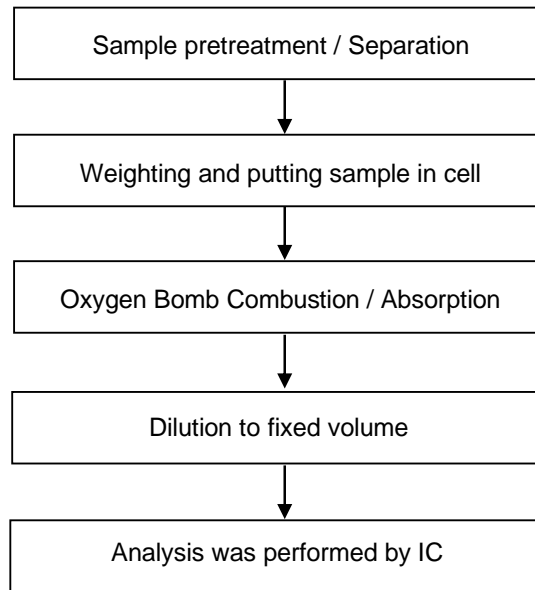 Sample pretreatment / Separation
Weighting and putting sample in cell
Oxygen Bomb Combustion / Absorption
Dilution to fixed volume
Analysis was performed by IC